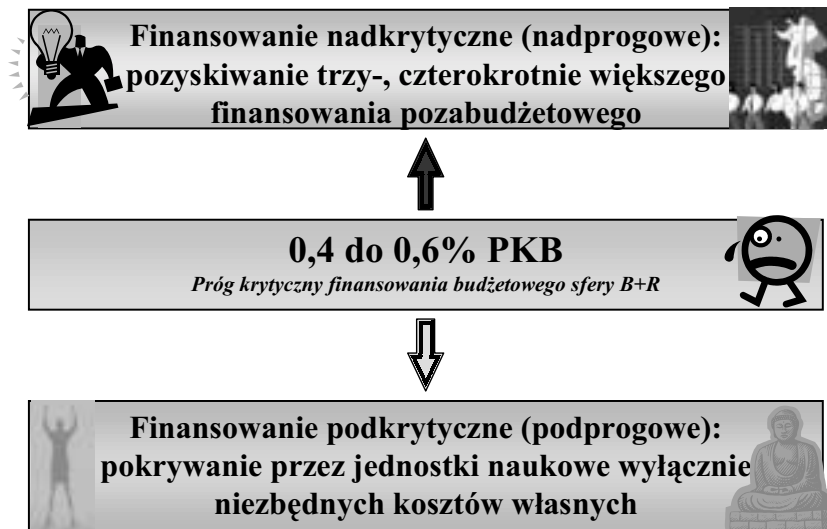 Finansowanie nadkrytyczne (nadprogowe):
pozyskiwanie trzy-, czterokrotnie większego
finansowania pozabudżetowego
0,4 do 0,6% PKB
Próg krytyczny finansowania budżetowego sfery B+R
Finansowanie podkrytyczne (podprogowe):
pokrywanie przez jednostki naukowe wyłącznie
niezbędnych kosztów własnych